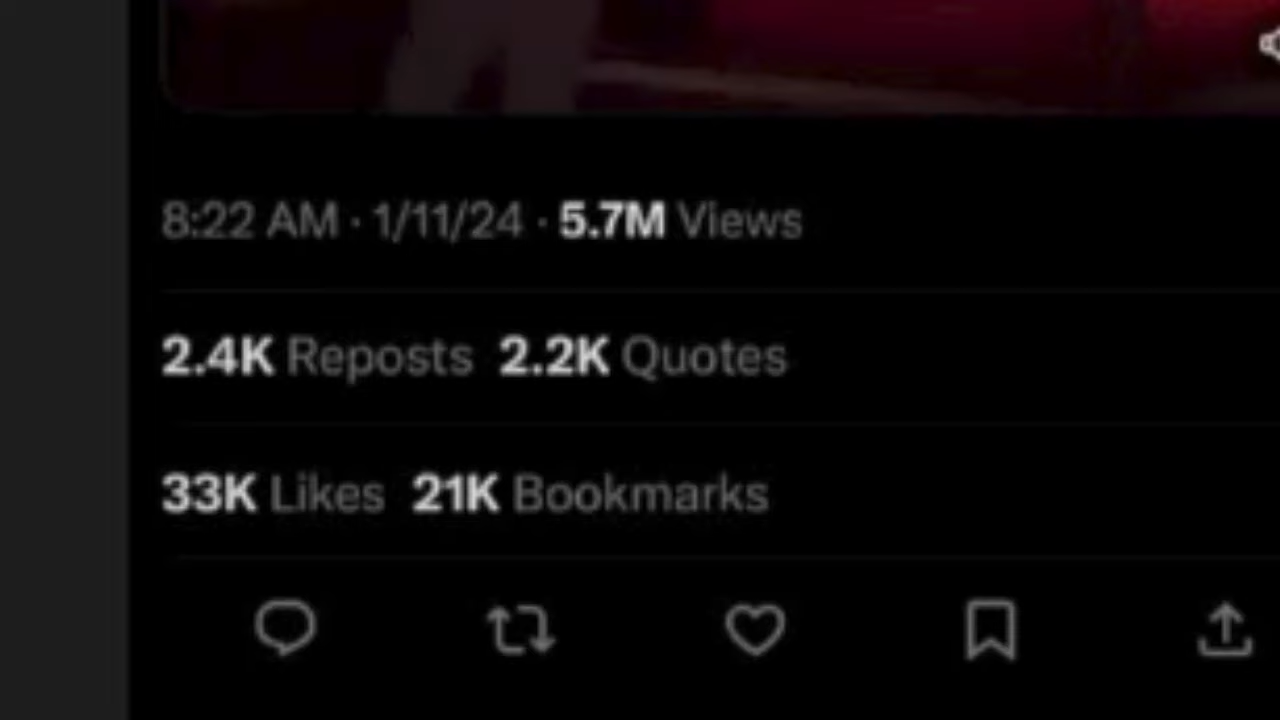 8:22 AM · 1/11/24 · 5.7M Views
2.4K Reposts 2.2K Quotes
33K Likes 21K Bookmarks